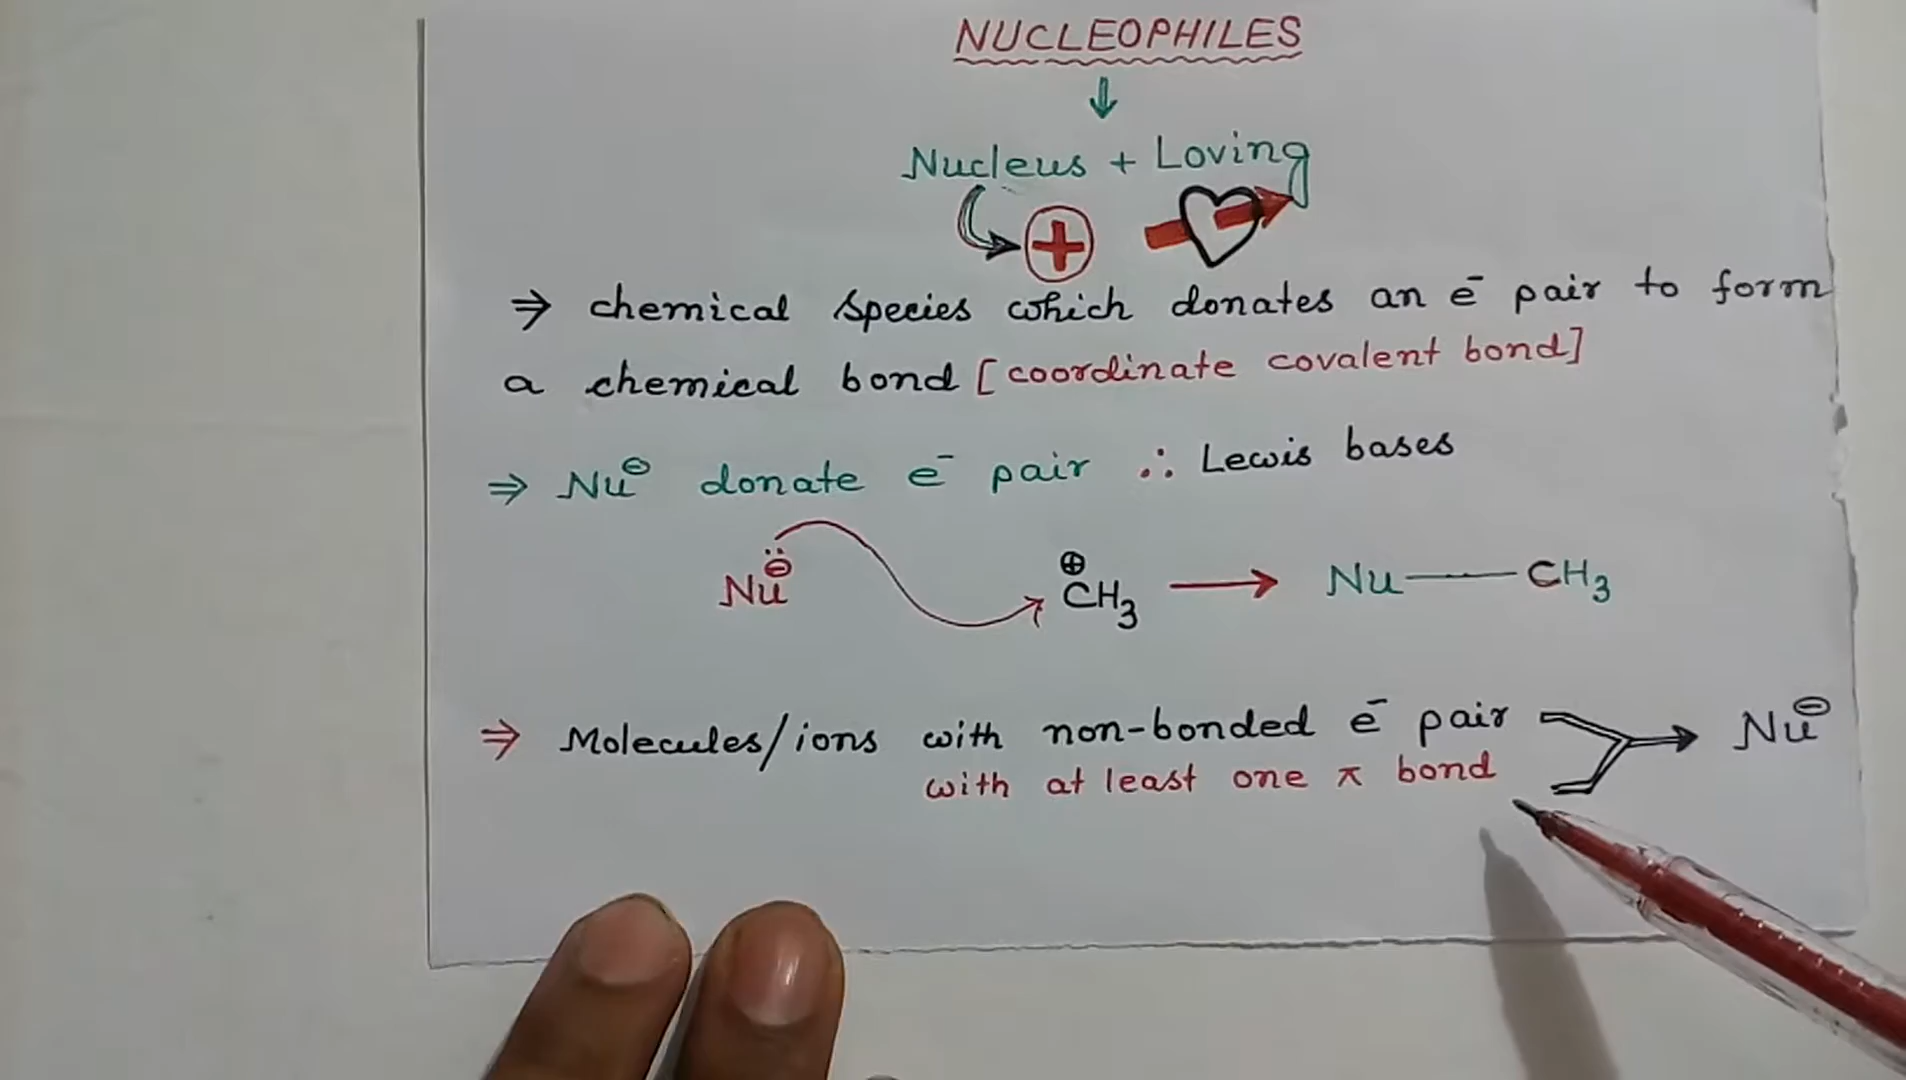 NUCLEOPHILES
↓
Nucleus + Loving
+
⇒ chemical species which donates an e⁻ pair to form
a chemical bond [coordinate covalent bond]
⇒ Nu⊖ donate e⁻ pair ∴ Lewis bases
Nu:⊖ ⊕CH₃ → Nu—CH₃
⇒ Molecules/ions with non-bonded e⁻ pair → Nu⊖
with at least one π bond